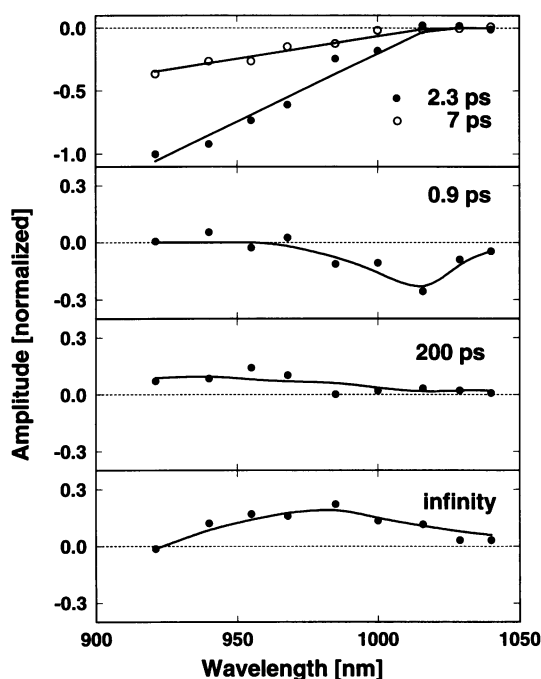 0.0
2.3 ps
-0.5
7 ps
-1.0
0.3
0.9 ps
0.0
-0.3
0.3
200 ps
0.0
-0.3
0.3
infinity
0.0
-0.3
900
950
1000
1050
Wavelength [nm]
Amplitude [normalized]